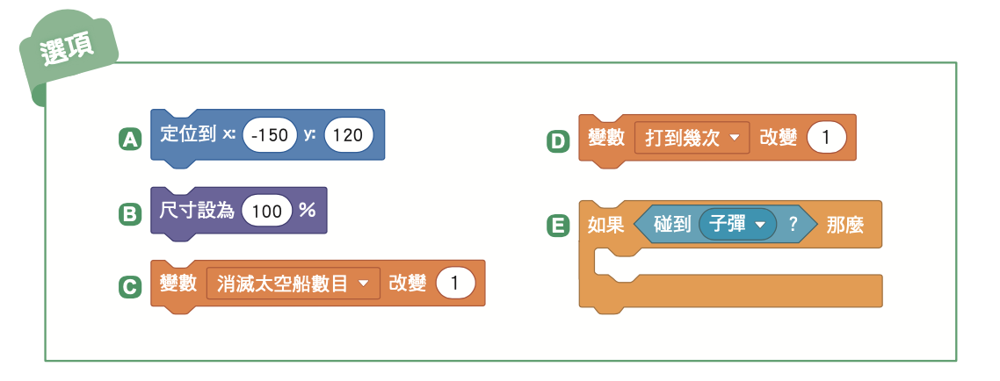 選項
A 定位到 x: -150 y: 120
B 尺寸設為 100 %
C 變數 消滅太空船數目 改變 1
D 變數 打到幾次 改變 1
E 如果 碰到 子彈 ? 那麼